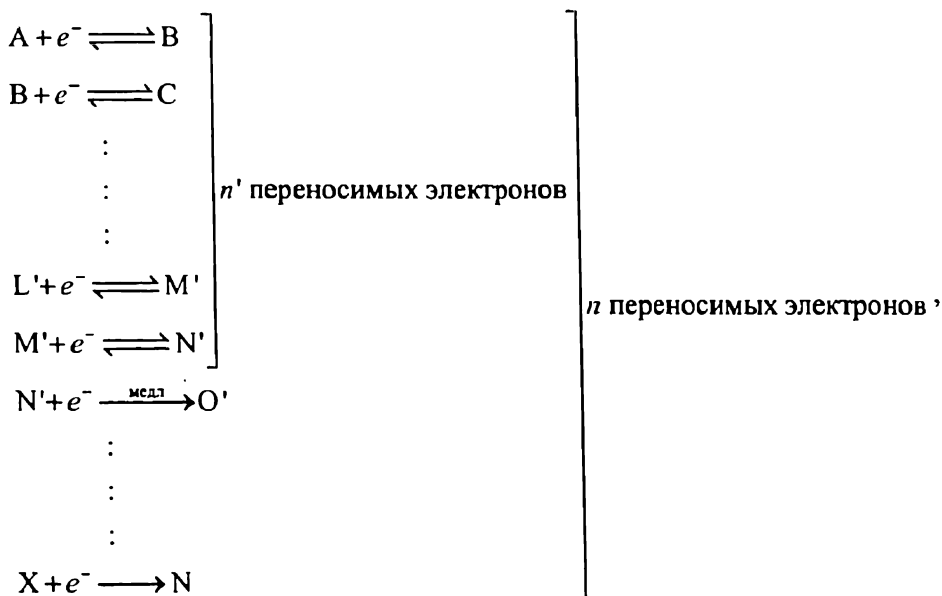 A + e⁻ ⇌ B
B + e⁻ ⇌ C
:
:
n' переносимых электронов
:
L' + e⁻ ⇌ M'
n переносимых электронов ,
M' + e⁻ ⇌ N'
N' + e⁻ —медл→ O'
:
:
:
X + e⁻ ⟶ N